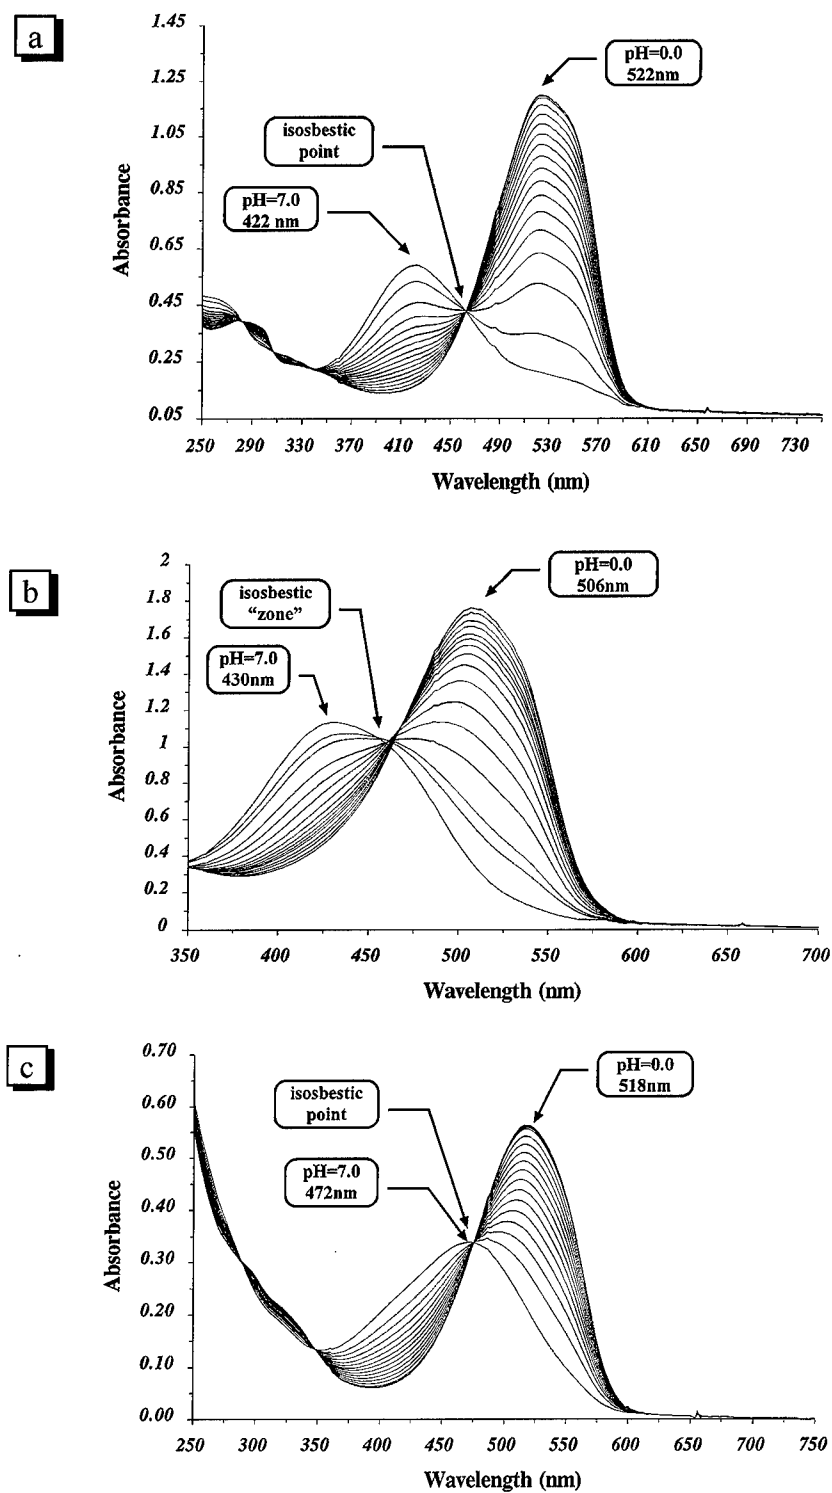 a
1.45
1.25
1.05
0.85
0.65
0.45
0.25
0.05
Absorbance
pH=0.0
522nm
isosbestic
point
pH=7.0
422 nm
250 290 330 370 410 450 490 530 570 610 650 690 730
Wavelength (nm)
b
2
1.8
1.6
1.4
1.2
1
0.8
0.6
0.4
0.2
0
Absorbance
pH=0.0
506nm
isosbestic
“zone”
pH=7.0
430nm
350 400 450 500 550 600 650 700
Wavelength (nm)
c
0.70
0.60
0.50
0.40
0.30
0.20
0.10
0.00
Absorbance
pH=0.0
518nm
isosbestic
point
pH=7.0
472nm
250 300 350 400 450 500 550 600 650 700 750
Wavelength (nm)